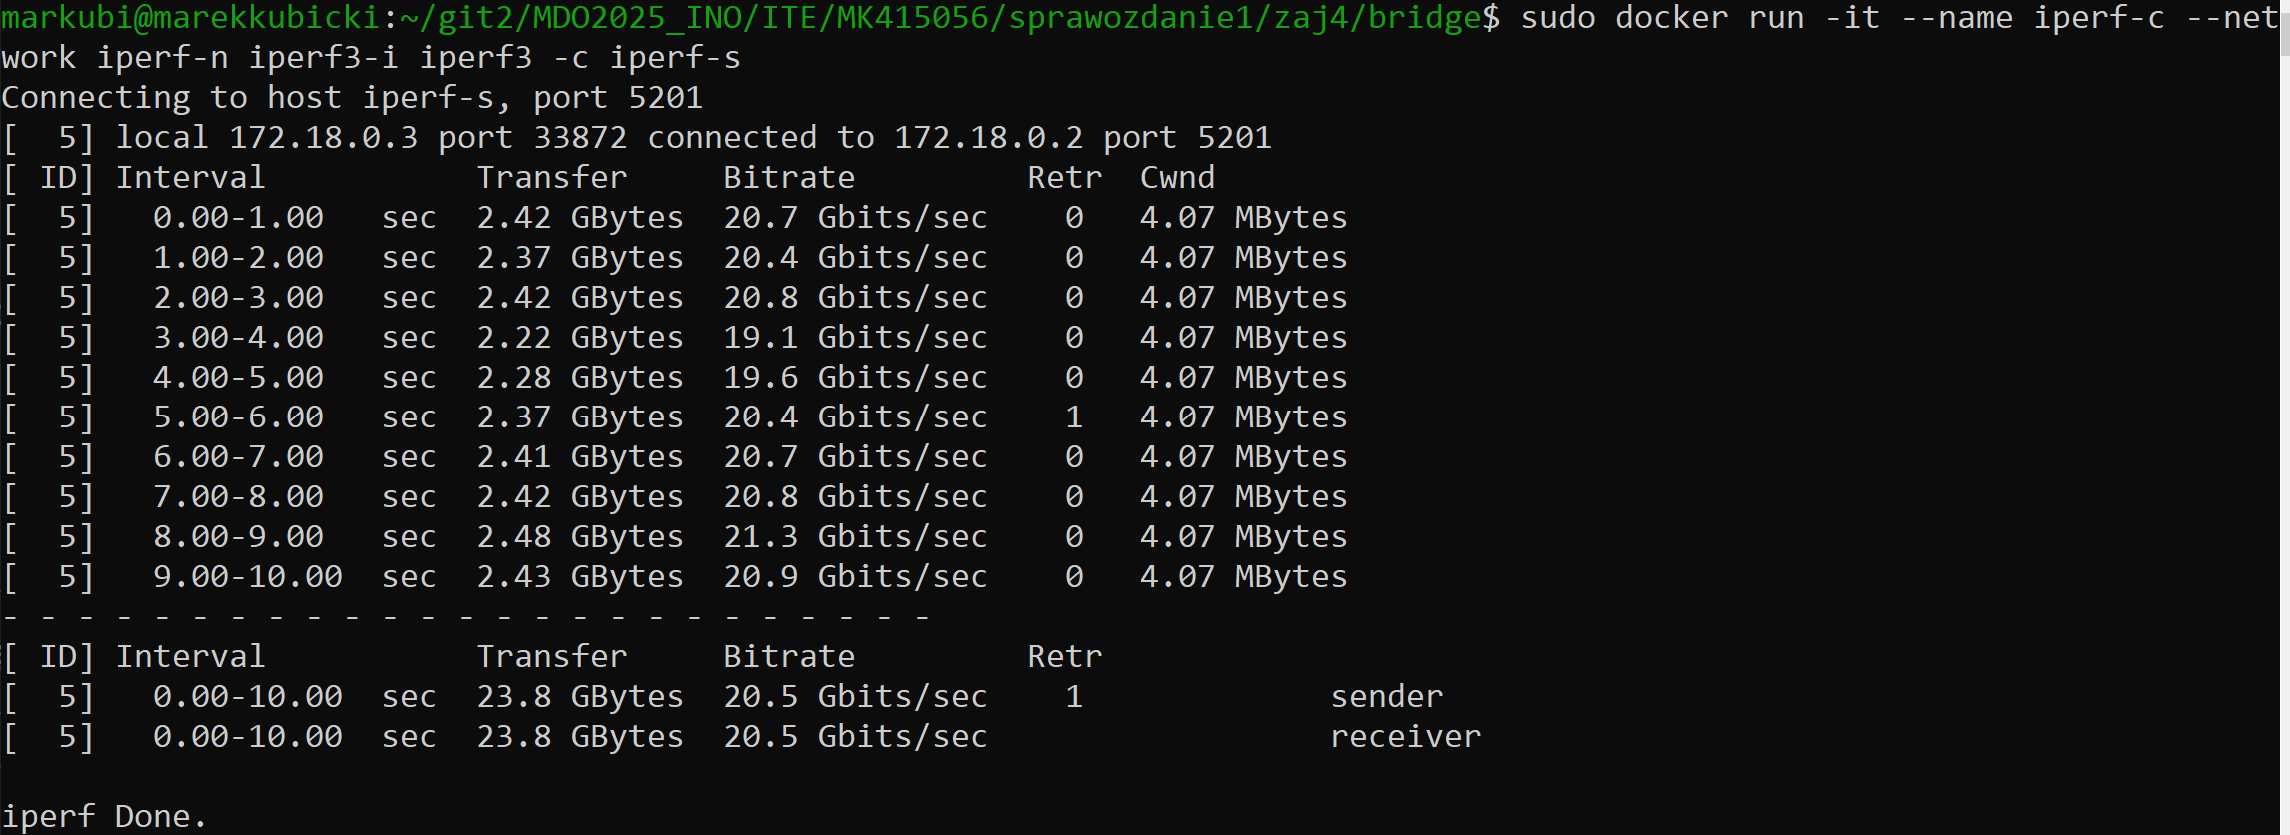 markubi@marekkubicki:~/git2/MDO2025_INO/ITE/MK415056/sprawozdanie1/zaj4/bridge$ sudo docker run -it --name iperf-c --net
work iperf-n iperf3-i iperf3 -c iperf-s
Connecting to host iperf-s, port 5201
[  5] local 172.18.0.3 port 33872 connected to 172.18.0.2 port 5201
[ ID] Interval           Transfer     Bitrate         Retr  Cwnd
[  5]   0.00-1.00   sec  2.42 GBytes  20.7 Gbits/sec    0   4.07 MBytes
[  5]   1.00-2.00   sec  2.37 GBytes  20.4 Gbits/sec    0   4.07 MBytes
[  5]   2.00-3.00   sec  2.42 GBytes  20.8 Gbits/sec    0   4.07 MBytes
[  5]   3.00-4.00   sec  2.22 GBytes  19.1 Gbits/sec    0   4.07 MBytes
[  5]   4.00-5.00   sec  2.28 GBytes  19.6 Gbits/sec    0   4.07 MBytes
[  5]   5.00-6.00   sec  2.37 GBytes  20.4 Gbits/sec    1   4.07 MBytes
[  5]   6.00-7.00   sec  2.41 GBytes  20.7 Gbits/sec    0   4.07 MBytes
[  5]   7.00-8.00   sec  2.42 GBytes  20.8 Gbits/sec    0   4.07 MBytes
[  5]   8.00-9.00   sec  2.48 GBytes  21.3 Gbits/sec    0   4.07 MBytes
[  5]   9.00-10.00  sec  2.43 GBytes  20.9 Gbits/sec    0   4.07 MBytes
- - - - - - - - - - - - - - - - - - - - - - - - -
[ ID] Interval           Transfer     Bitrate         Retr
[  5]   0.00-10.00  sec  23.8 GBytes  20.5 Gbits/sec    1             sender
[  5]   0.00-10.00  sec  23.8 GBytes  20.5 Gbits/sec                  receiver
iperf Done.